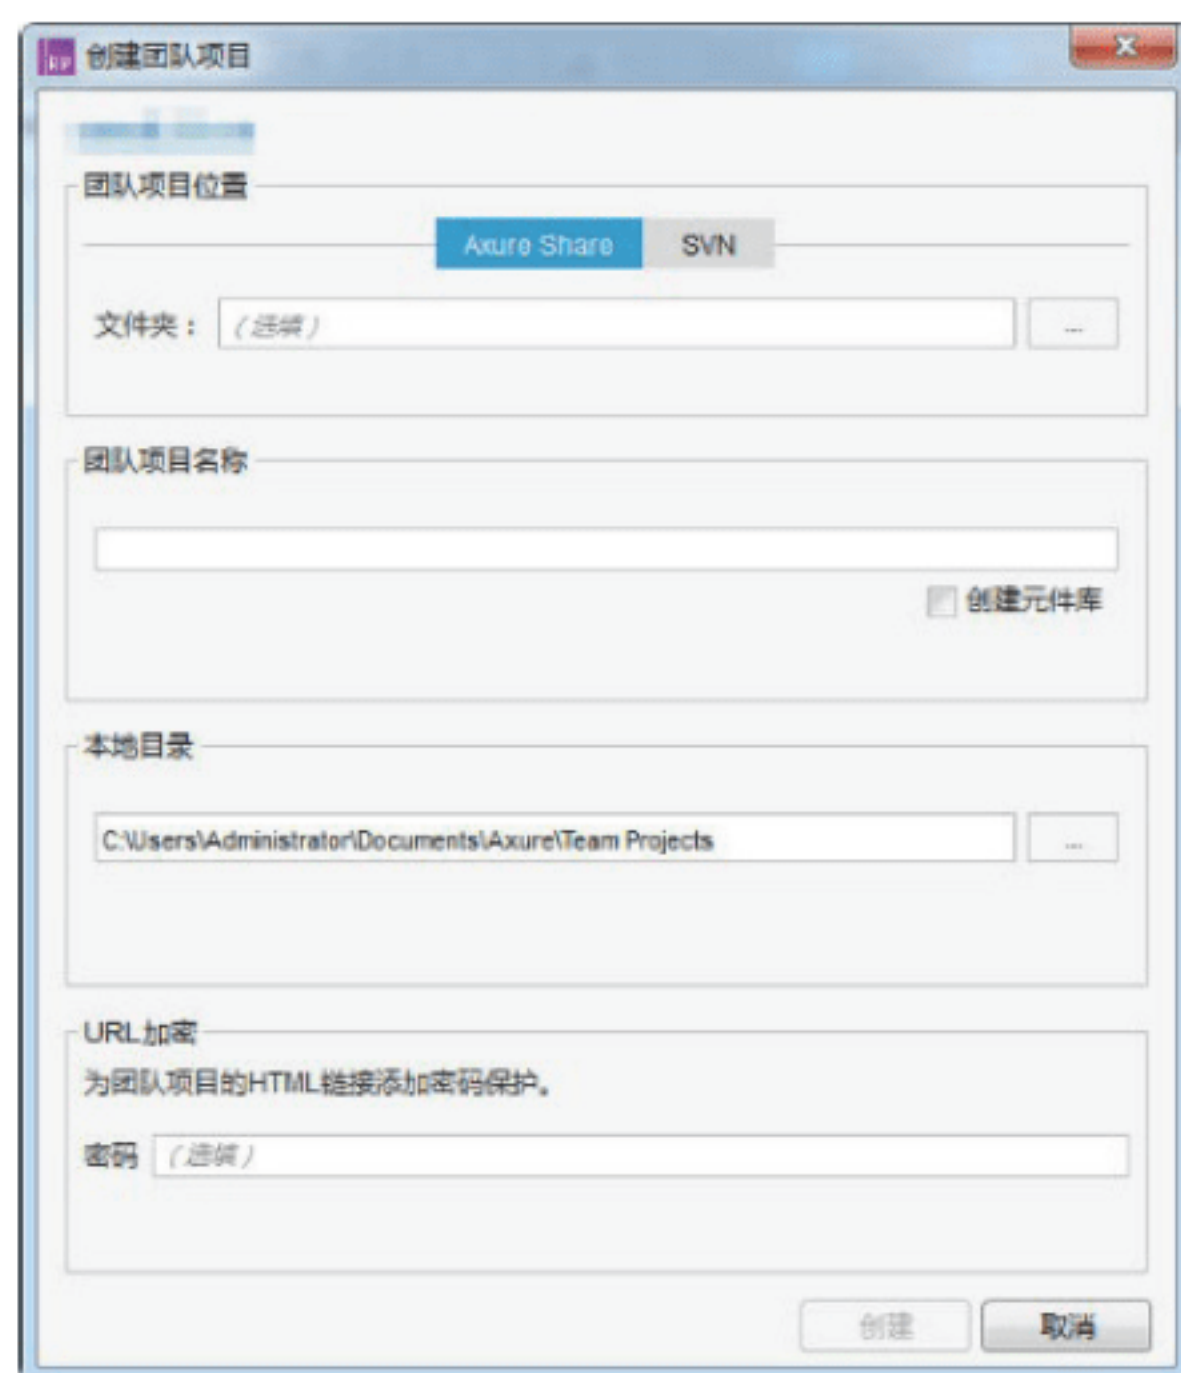 RP 创建团队项目
团队项目位置
Axure Share SVN
文件夹： （选填） ...
团队项目名称
创建元件库
本地目录
C:\Users\Administrator\Documents\Axure\Team Projects ...
URL加密
为团队项目的HTML链接添加密码保护。
密码 （选填）
创建 取消